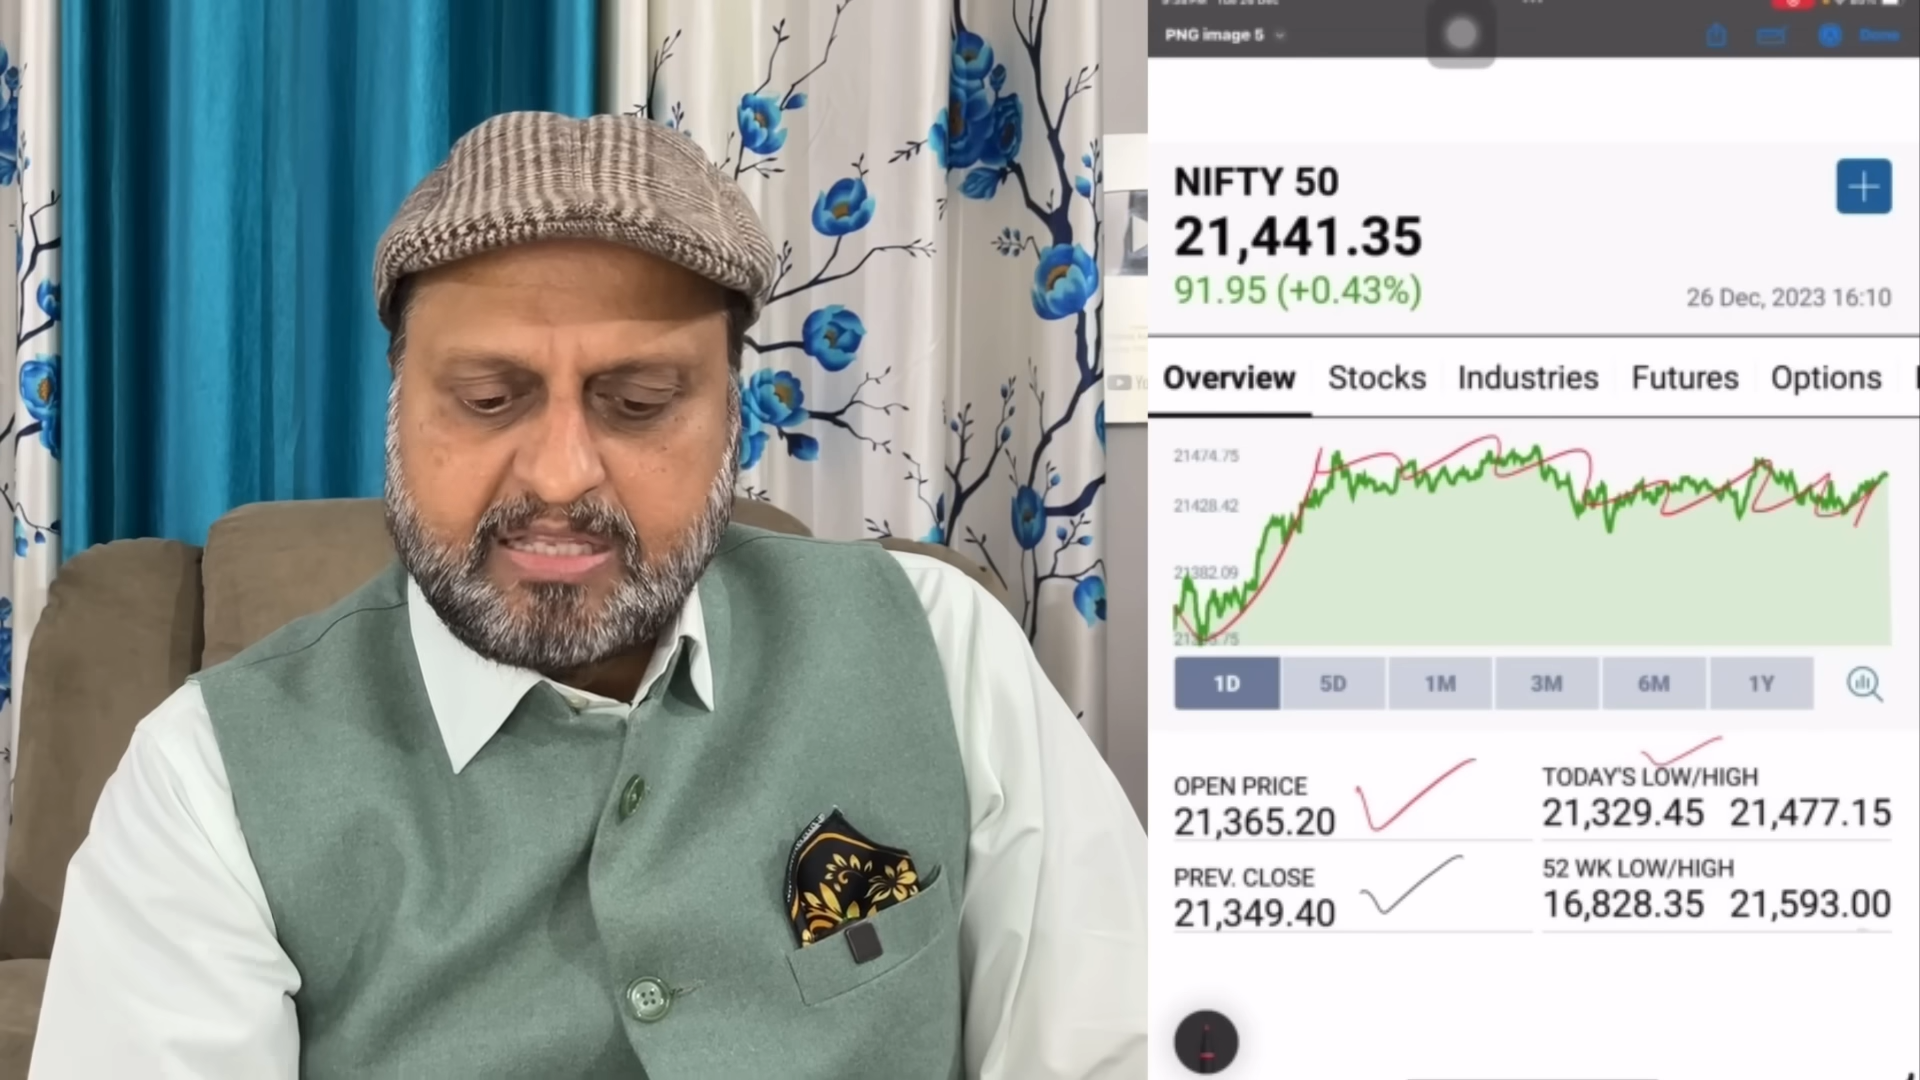 PNG image 5
Done
NIFTY 50
21,441.35
91.95 (+0.43%)
26 Dec, 2023 16:10
Overview Stocks Industries Futures Options
21474.75
21428.42
21382.09
1D 5D 1M 3M 6M 1Y
OPEN PRICE
21,365.20
TODAY'S LOW/HIGH
21,329.45 21,477.15
PREV. CLOSE
21,349.40
52 WK LOW/HIGH
16,828.35 21,593.00